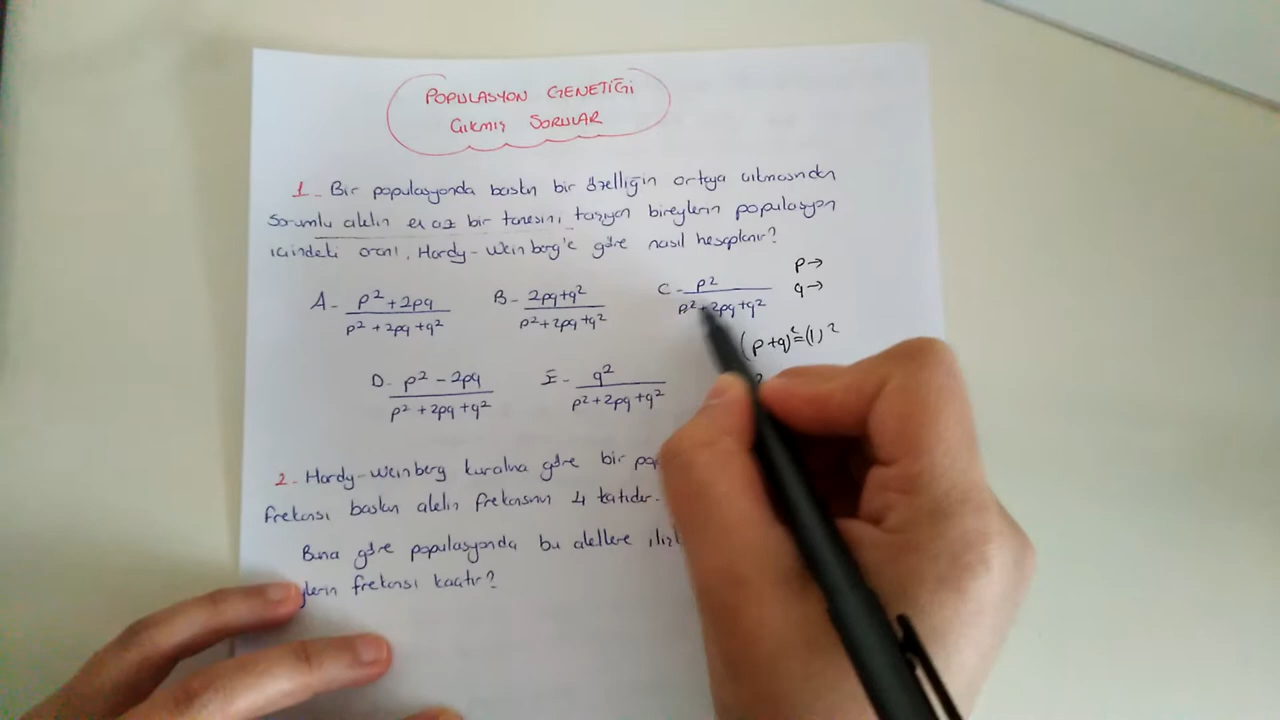 POPULASYON GENETİĞİ
ÇIKMIŞ SORULAR
1- Bir populasyonda baskın bir özelliğin ortaya çıkmasından
sorumlu alelin en az bir tanesini, taşıyan bireylerin populasyon
içindeki oranı, Hardy-Weinberg'e göre nasıl hesaplanır?
A- p²+2pq / p²+2pq+q²
B- 2pq+q² / p²+2pq+q²
C- p² / p²+2pq+q²
p→
q→
(p+q)²=(1)²
D- p²-2pq / p²+2pq+q²
E- q² / p²+2pq+q²
2- Hardy-Weinberg kuralına göre bir
frekansı baskın alelin frekansının 4 katıdır.
Buna göre populasyonda bu alellere
frekansı kaçtır?